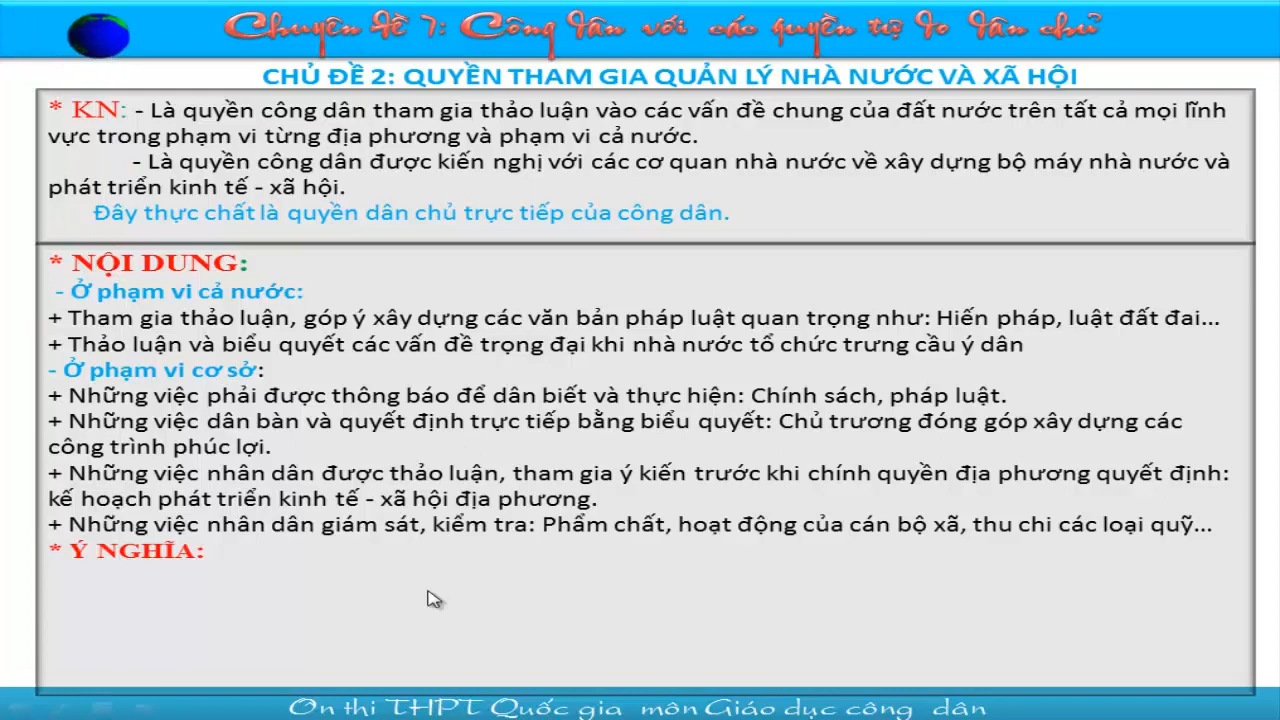 Chuyên đề 7: Công dân với các quyền tự do dân chủ
CHỦ ĐỀ 2: QUYỀN THAM GIA QUẢN LÝ NHÀ NƯỚC VÀ XÃ HỘI
* KN: - Là quyền công dân tham gia thảo luận vào các vấn đề chung của đất nước trên tất cả mọi lĩnh
vực trong phạm vi từng địa phương và phạm vi cả nước.
- Là quyền công dân được kiến nghị với các cơ quan nhà nước về xây dựng bộ máy nhà nước và
phát triển kinh tế - xã hội.
Đây thực chất là quyền dân chủ trực tiếp của công dân.
* NỘI DUNG:
- Ở phạm vi cả nước:
+ Tham gia thảo luận, góp ý xây dựng các văn bản pháp luật quan trọng như: Hiến pháp, luật đất đai...
+ Thảo luận và biểu quyết các vấn đề trọng đại khi nhà nước tổ chức trưng cầu ý dân
- Ở phạm vi cơ sở:
+ Những việc phải được thông báo để dân biết và thực hiện: Chính sách, pháp luật.
+ Những việc dân bàn và quyết định trực tiếp bằng biểu quyết: Chủ trương đóng góp xây dựng các
công trình phúc lợi.
+ Những việc nhân dân được thảo luận, tham gia ý kiến trước khi chính quyền địa phương quyết định:
kế hoạch phát triển kinh tế - xã hội địa phương.
+ Những việc nhân dân giám sát, kiểm tra: Phẩm chất, hoạt động của cán bộ xã, thu chi các loại quỹ...
* Ý NGHĨA:
On thi THPT Quốc gia môn Giáo dục công dân